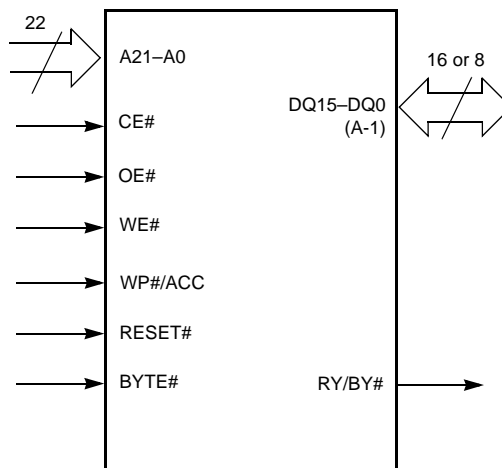 22
A21–A0
16 or 8
DQ15–DQ0
(A-1)
CE#
OE#
WE#
WP#/ACC
RESET#
BYTE#
RY/BY#